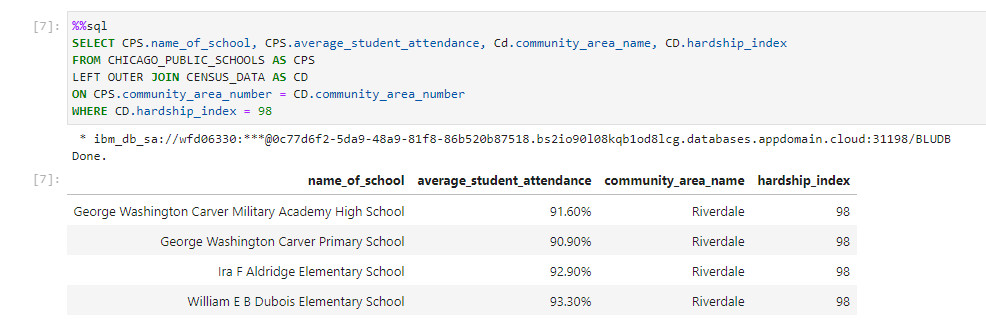 [7]: %%sql
SELECT CPS.name_of_school, CPS.average_student_attendance, Cd.community_area_name, CD.hardship_index
FROM CHICAGO_PUBLIC_SCHOOLS AS CPS
LEFT OUTER JOIN CENSUS_DATA AS CD
ON CPS.community_area_number = CD.community_area_number
WHERE CD.hardship_index = 98
* ibm_db_sa://wfd06330:***@0c77d6f2-5da9-48a9-81f8-86b520b87518.bs2io90l08kqb1od8lcg.databases.appdomain.cloud:31198/BLUDB
Done.
[7]: name_of_school average_student_attendance community_area_name hardship_index
George Washington Carver Military Academy High School 91.60% Riverdale 98
George Washington Carver Primary School 90.90% Riverdale 98
Ira F Aldridge Elementary School 92.90% Riverdale 98
William E B Dubois Elementary School 93.30% Riverdale 98